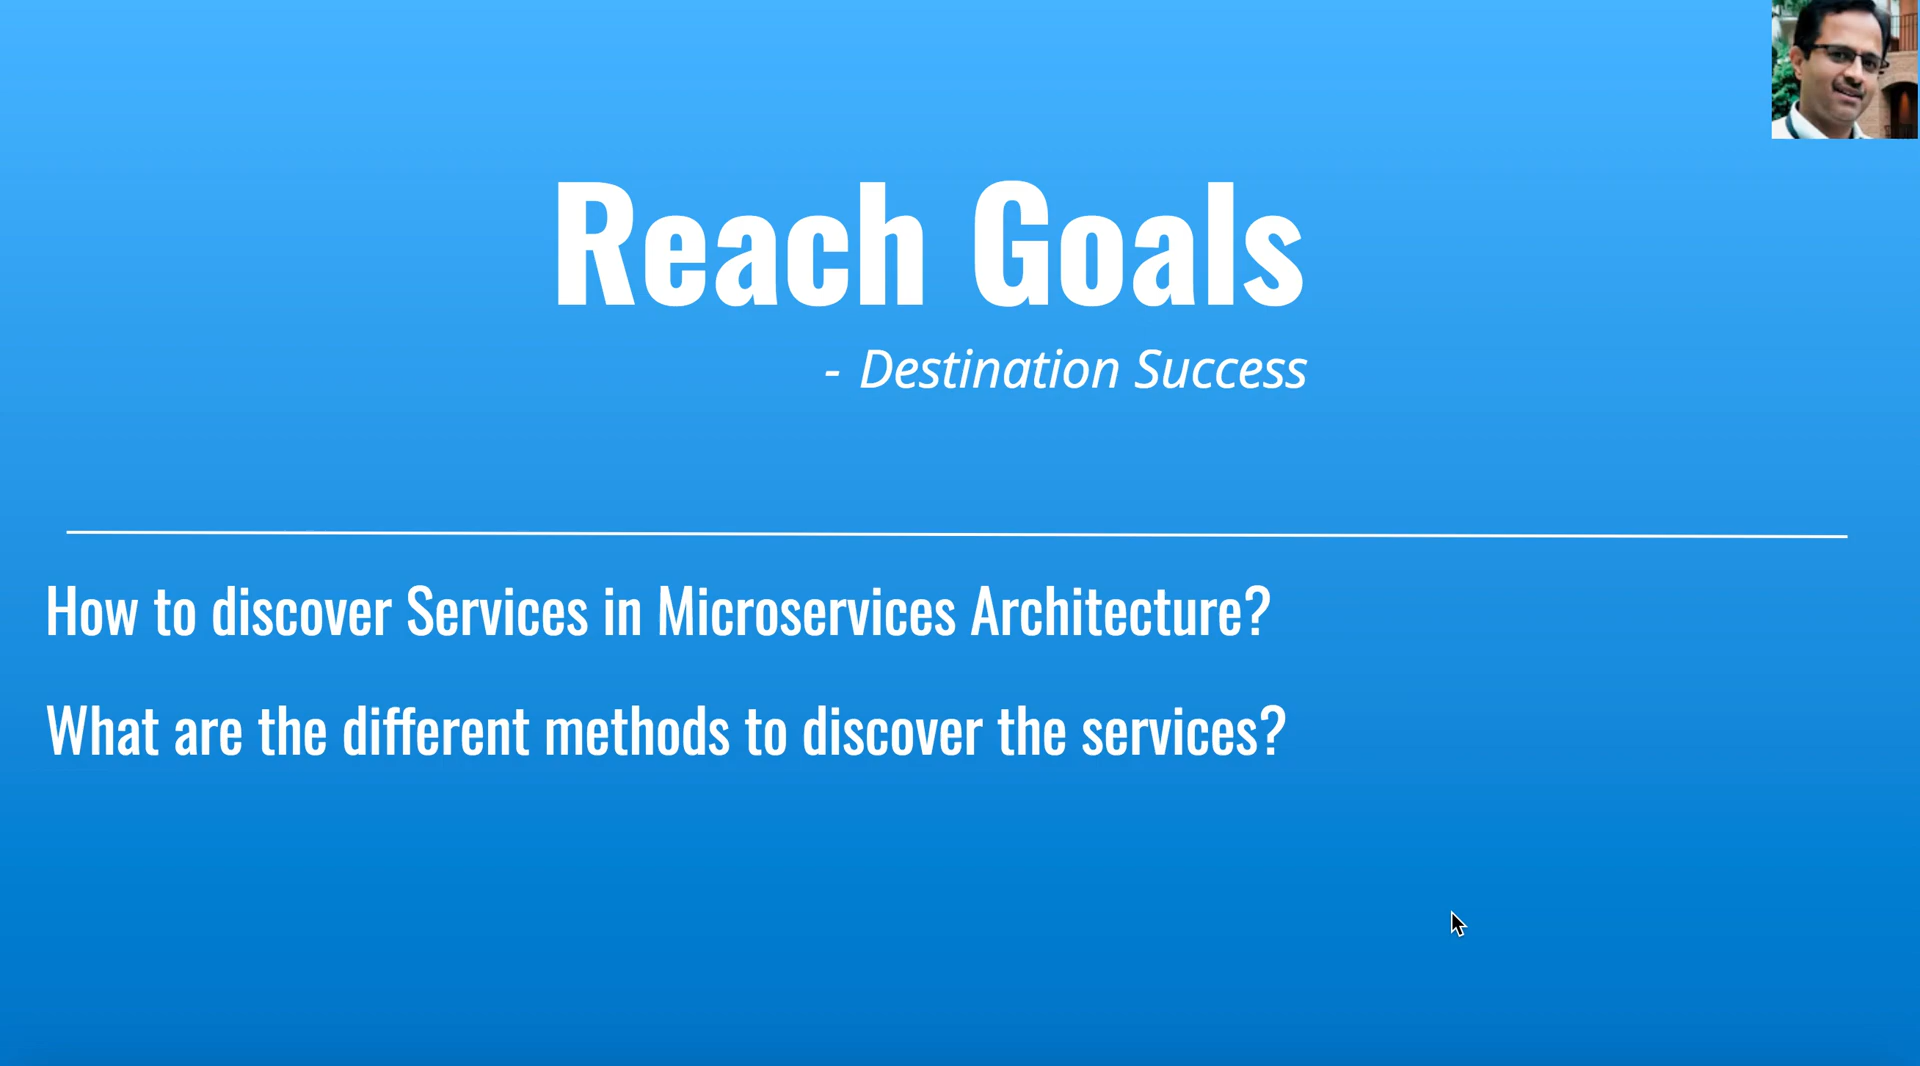 Reach Goals
- Destination Success
How to discover Services in Microservices Architecture?
What are the different methods to discover the services?